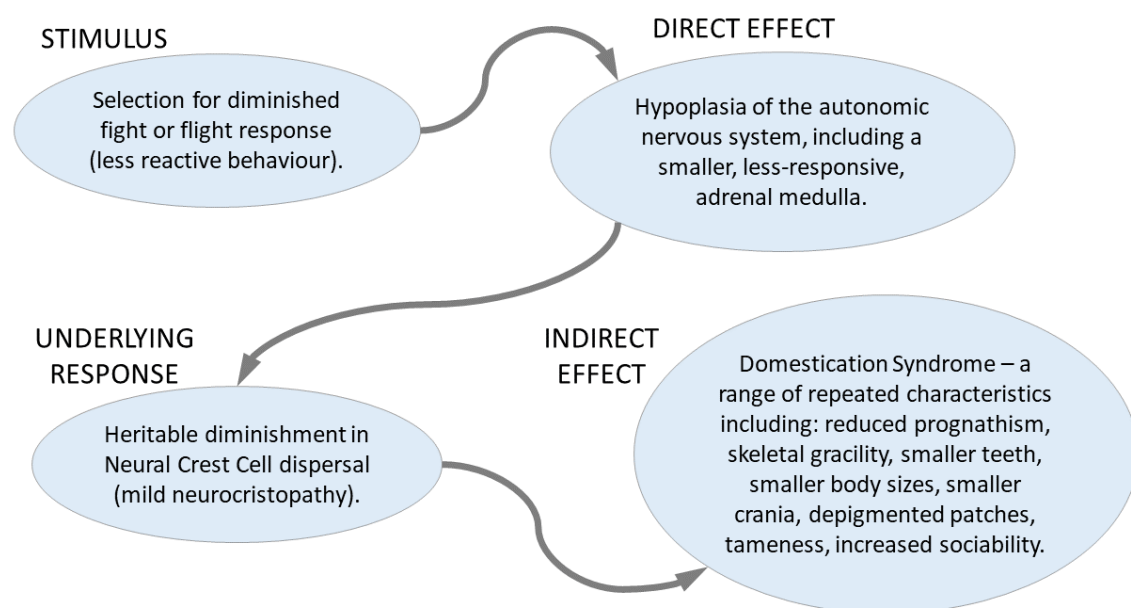 STIMULUS
Selection for diminished
fight or flight response
(less reactive behaviour).
DIRECT EFFECT
Hypoplasia of the autonomic
nervous system, including a
smaller, less-responsive,
adrenal medulla.
UNDERLYING
RESPONSE
Heritable diminishment in
Neural Crest Cell dispersal
(mild neurocristopathy).
INDIRECT
EFFECT
Domestication Syndrome – a
range of repeated characteristics
including: reduced prognathism,
skeletal gracility, smaller teeth,
smaller body sizes, smaller
crania, depigmented patches,
tameness, increased sociability.